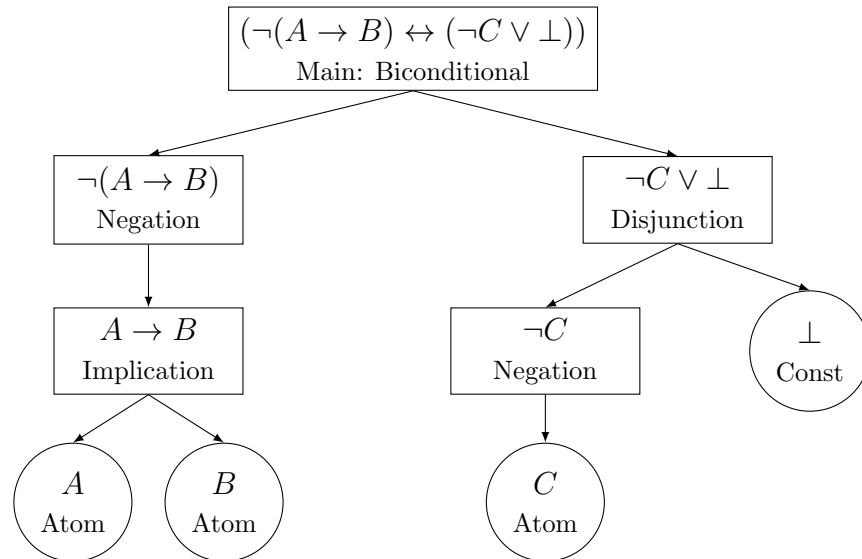 (¬(A → B) ↔ (¬C ∨ ⊥))
Main: Biconditional
¬(A → B)
Negation
¬C ∨ ⊥
Disjunction
A → B
Implication
¬C
Negation
⊥
Const
A
Atom
B
Atom
C
Atom